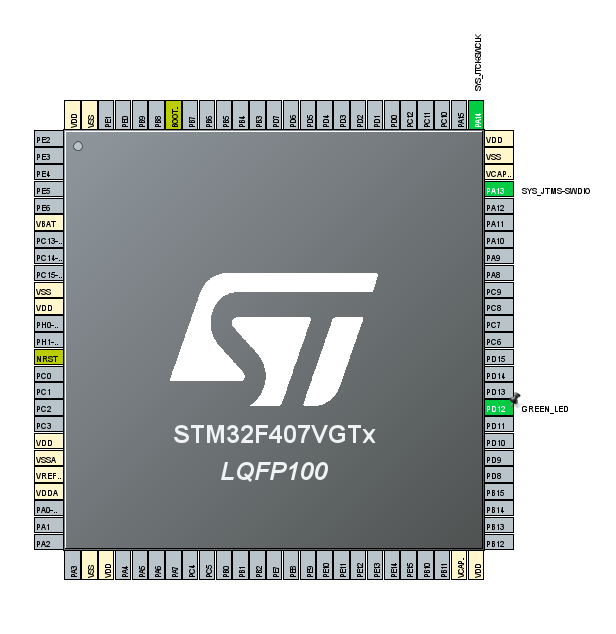 SYS_JTCK-SWCLK
VDD
VSS
PE1
PE0
PB9
PB8
BOOT..
PB7
PB6
PB5
PB4
PB3
PD7
PD6
PD5
PD4
PD3
PD2
PD1
PD0
PC12
PC11
PC10
PA15
PA14
PE2
PE3
PE4
PE5
PE6
VBAT
PC13-..
PC14-..
PC15-..
VSS
VDD
PH0-..
PH1-..
NRST
PC0
PC1
PC2
PC3
VDD
VSSA
VREF..
VDDA
PA0-..
PA1
PA2
ST
STM32F407VGTx
LQFP100
VDD
VSS
VCAP..
PA13 SYS_JTMS-SWDIO
PA12
PA11
PA10
PA9
PA8
PC9
PC8
PC7
PC6
PD15
PD14
PD13
PD12 GREEN_LED
PD11
PD10
PD9
PD8
PB15
PB14
PB13
PB12
PA3
VSS
VDD
PA4
PA5
PA6
PA7
PC4
PC5
PB0
PB1
PB2
PE7
PE8
PE9
PE10
PE11
PE12
PE13
PE14
PE15
PB10
PB11
VCAP..
VDD